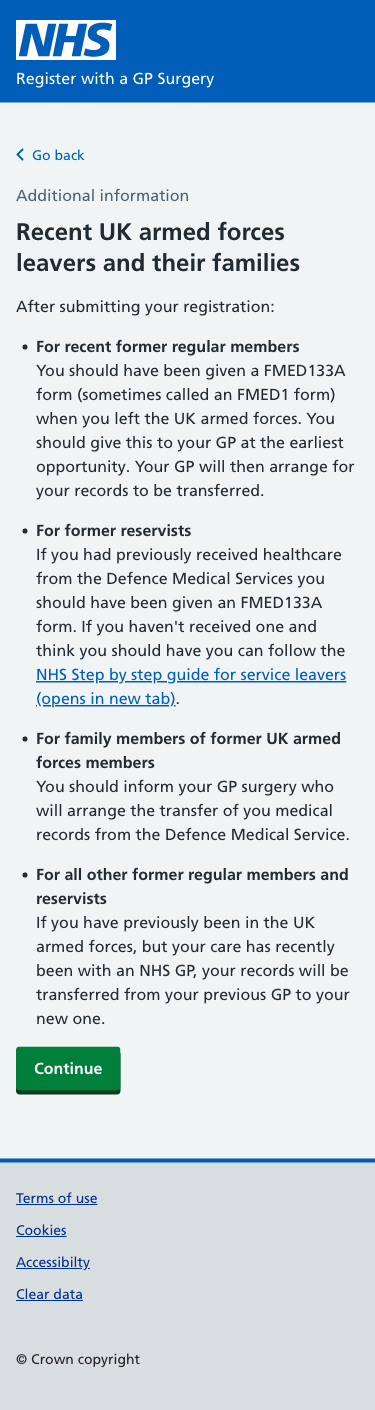 NHS
Register with a GP Surgery
Go back
Additional information
Recent UK armed forces
leavers and their families
After submitting your registration:
• For recent former regular members
You should have been given a FMED133A
form (sometimes called an FMED1 form)
when you left the UK armed forces. You
should give this to your GP at the earliest
opportunity. Your GP will then arrange for
your records to be transferred.
• For former reservists
If you had previously received healthcare
from the Defence Medical Services you
should have been given an FMED133A
form. If you haven't received one and
think you should have you can follow the
NHS Step by step guide for service leavers
(opens in new tab).
• For family members of former UK armed
forces members
You should inform your GP surgery who
will arrange the transfer of you medical
records from the Defence Medical Service.
• For all other former regular members and
reservists
If you have previously been in the UK
armed forces, but your care has recently
been with an NHS GP, your records will be
transferred from your previous GP to your
new one.
Continue
Terms of use
Cookies
Accessibilty
Clear data
© Crown copyright